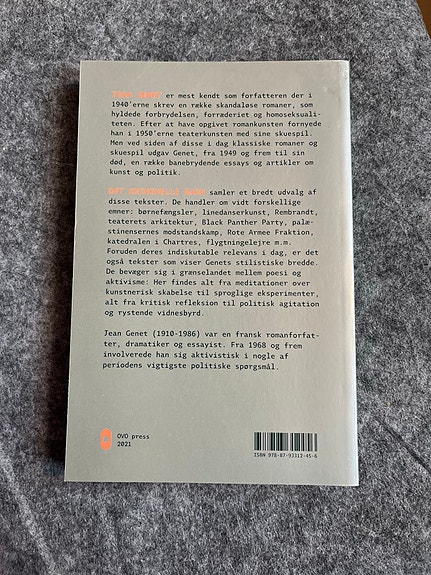 JEAN GENET er mest kendt som forfatteren der i
1940'erne skrev en række skandaløse romaner, som
hyldede forbrydelsen, forræderiet og homoseksuali-
teten. Efter at have opgivet romankunsten fornyede
han i 1950'erne teaterkunsten med sine skuespil.
Men ved siden af disse i dag klassiske romaner og
skuespil udgav Genet, fra 1949 og frem til sin
død, en række banebrydende essays og artikler om
kunst og politik.
samler et bredt udvalg af
disse tekster. De handler om vidt forskellige
emner: børnefængsler, linedanserkunst, Rembrandt,
teaterets arkitektur, Black Panther Party, palæ-
stinensernes modstandskamp, Rote Armee Fraktion,
katedralen i Chartres, flygtningelejre m.m.
Foruden deres indiskutable relevans i dag, er det
også tekster som viser Genets stilistiske bredde.
De bevæger sig i grænselandet mellem poesi og
aktivisme: Her findes alt fra meditationer over
kunstnerisk skabelse til sproglige eksperimenter,
alt fra kritisk refleksion til politisk agitation
og rystende vidnesbyrd.
Jean Genet (1910-1986) var en fransk romanforfat-
ter, dramatiker og essayist. Fra 1968 og frem
involverede han sig aktivistisk i nogle af
periodens vigtigste politiske spørgsmål.
OVO press
2021
ISBN 978-87-93312-45-6